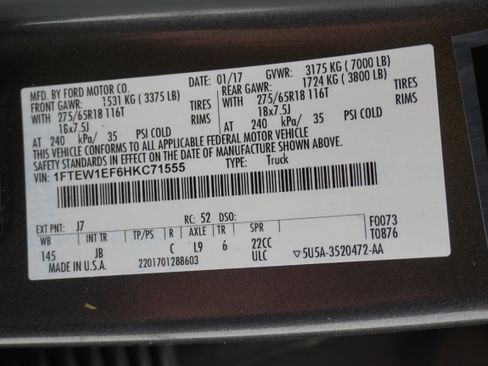 MFD. BY FORD MOTOR CO.
DATE: 01/17 GVWR: 3175 KG ( 7000 LB)
FRONT GAWR: 1531 KG ( 3375 LB) REAR GAWR: 1724 KG ( 3800 LB)
WITH 275/65R18 116T TIRES WITH 275/65R18 116T TIRES
18x7.5J RIMS 18x7.5J RIMS
AT 240 kPa/ 35 PSI COLD AT 240 kPa/ 35 PSI COLD
THIS VEHICLE CONFORMS TO ALL APPLICABLE FEDERAL MOTOR VEHICLE
SAFETY STANDARDS IN EFFECT ON THE DATE OF MANUFACTURE SHOWN ABOVE.
VIN: 1FTEW1EF6HKC71555 TYPE: Truck
EXT PNT: J7 RC: 52 DSO: F0073
WB INT TR TP/PS R AXLE TR SPR T0876
145 JB C L9 6 22CC
MADE IN U.S.A. 2201701288603 ULC ▽5U5A-3520472-AA